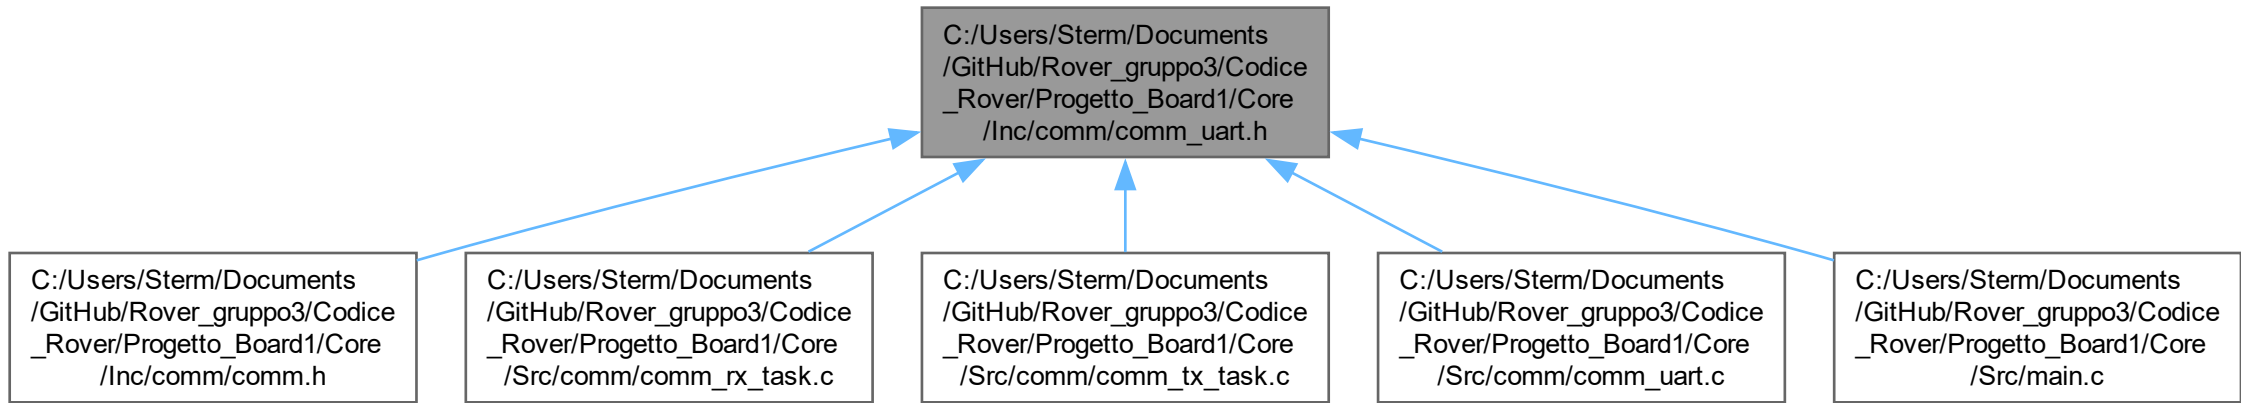 C:/Users/Sterm/Documents
/GitHub/Rover_gruppo3/Codice
_Rover/Progetto_Board1/Core
/Inc/comm/comm_uart.h
C:/Users/Sterm/Documents
/GitHub/Rover_gruppo3/Codice
_Rover/Progetto_Board1/Core
/Inc/comm/comm.h
C:/Users/Sterm/Documents
/GitHub/Rover_gruppo3/Codice
_Rover/Progetto_Board1/Core
/Src/comm/comm_rx_task.c
C:/Users/Sterm/Documents
/GitHub/Rover_gruppo3/Codice
_Rover/Progetto_Board1/Core
/Src/comm/comm_tx_task.c
C:/Users/Sterm/Documents
/GitHub/Rover_gruppo3/Codice
_Rover/Progetto_Board1/Core
/Src/comm/comm_uart.c
C:/Users/Sterm/Documents
/GitHub/Rover_gruppo3/Codice
_Rover/Progetto_Board1/Core
/Src/main.c